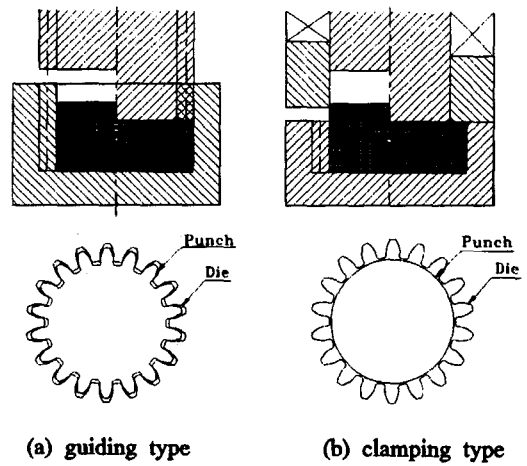 Punch
Die
Punch
Die
(a) guiding type
(b) clamping type